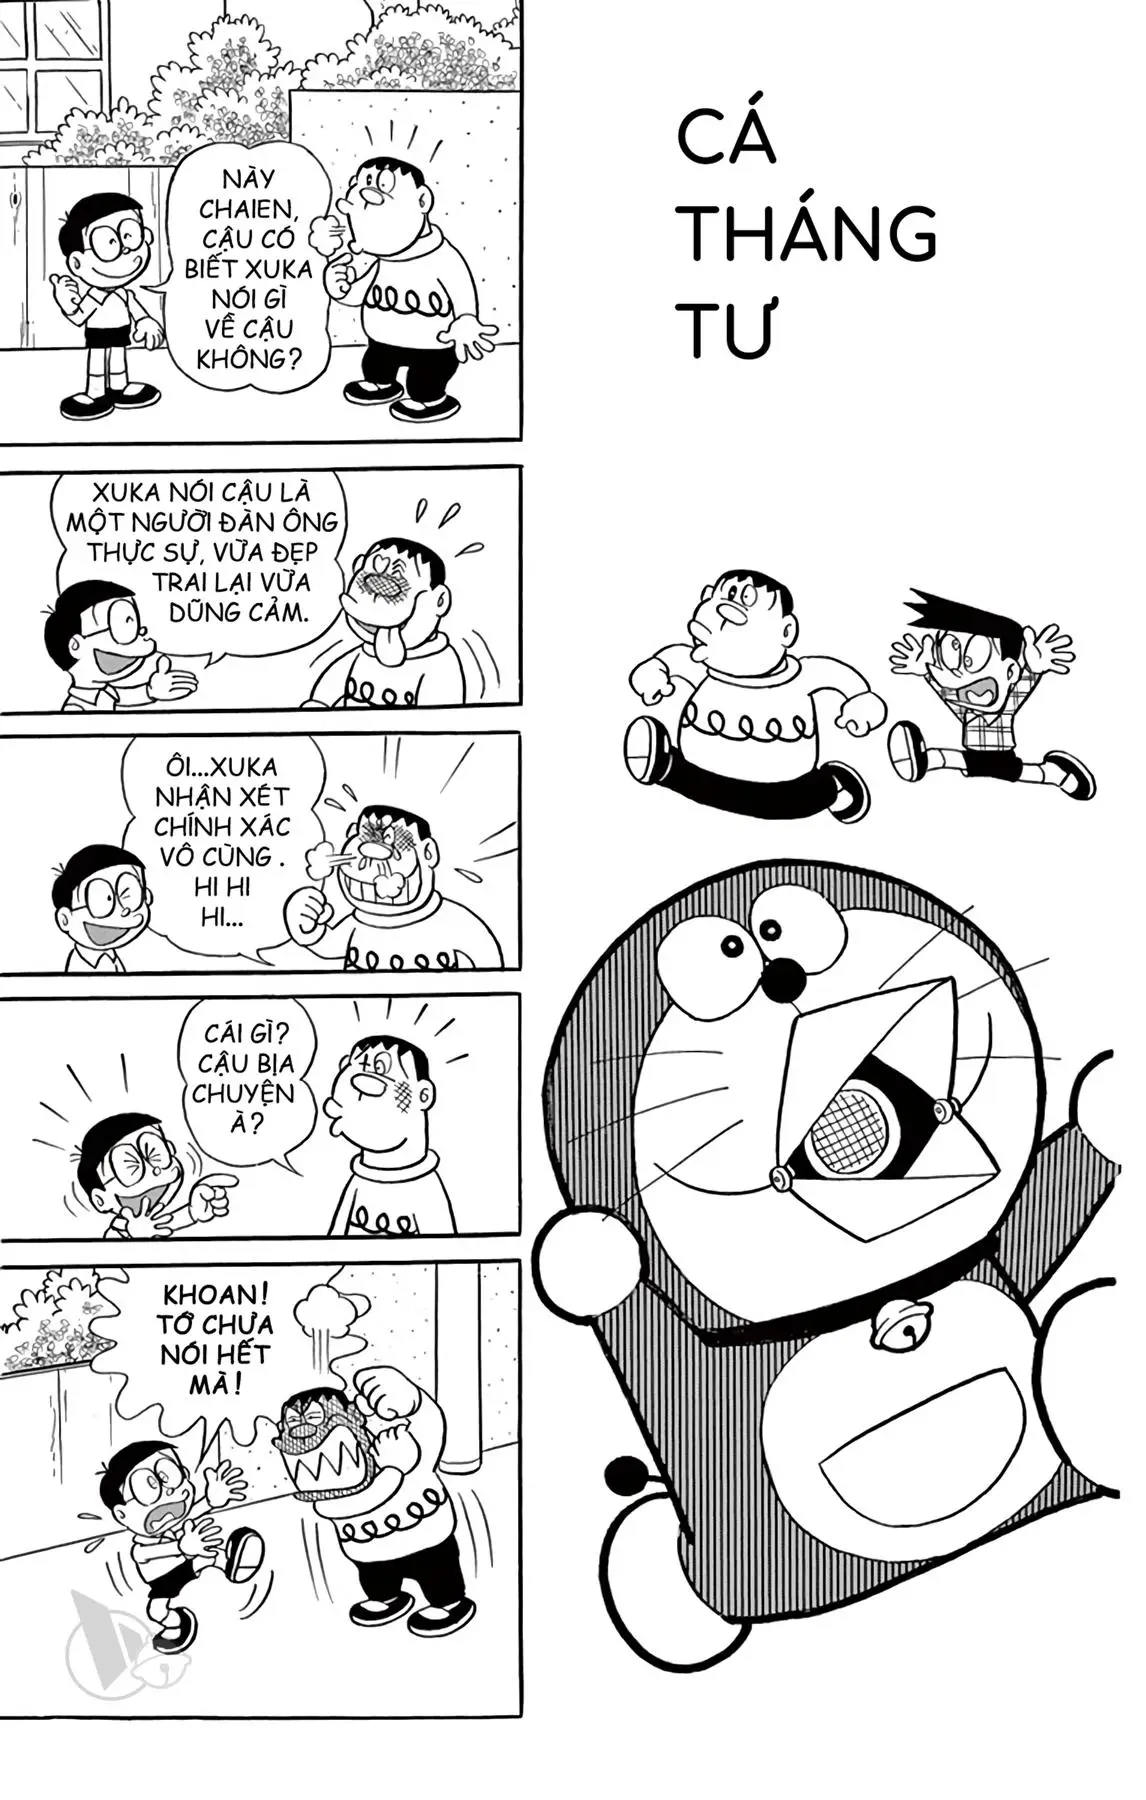 CÁ
THÁNG
TƯ
NÀY
CHAIEN,
CẬU CÓ
BIẾT XUKA
NÓI GÌ
VỀ CẬU
KHÔNG?
XUKA NÓI CẬU LÀ
MỘT NGƯỜI ĐÀN ÔNG
THỰC SỰ, VỪA ĐẸP
TRAI LẠI VỪA
DŨNG CẢM.
ÔI...XUKA
NHẬN XÉT
CHÍNH XÁC
VÔ CÙNG .
HI HI
HI...
CÁI GÌ?
CẬU BỊA
CHUYỆN
À?
KHOAN!
TỚ CHƯA
NÓI HẾT
MÀ!